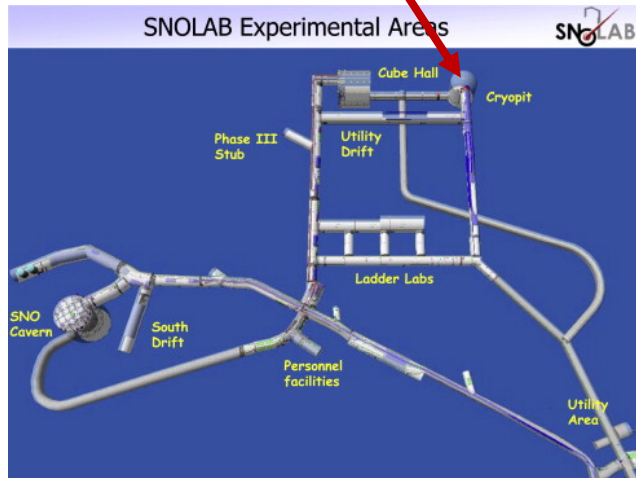 SNOLAB Experimental Areas
SNOLAB
Cube Hall
Cryopit
Phase III
Stub
Utility
Drift
Ladder Labs
SNO
Cavern
South
Drift
Personnel
facilities
Utility
Area